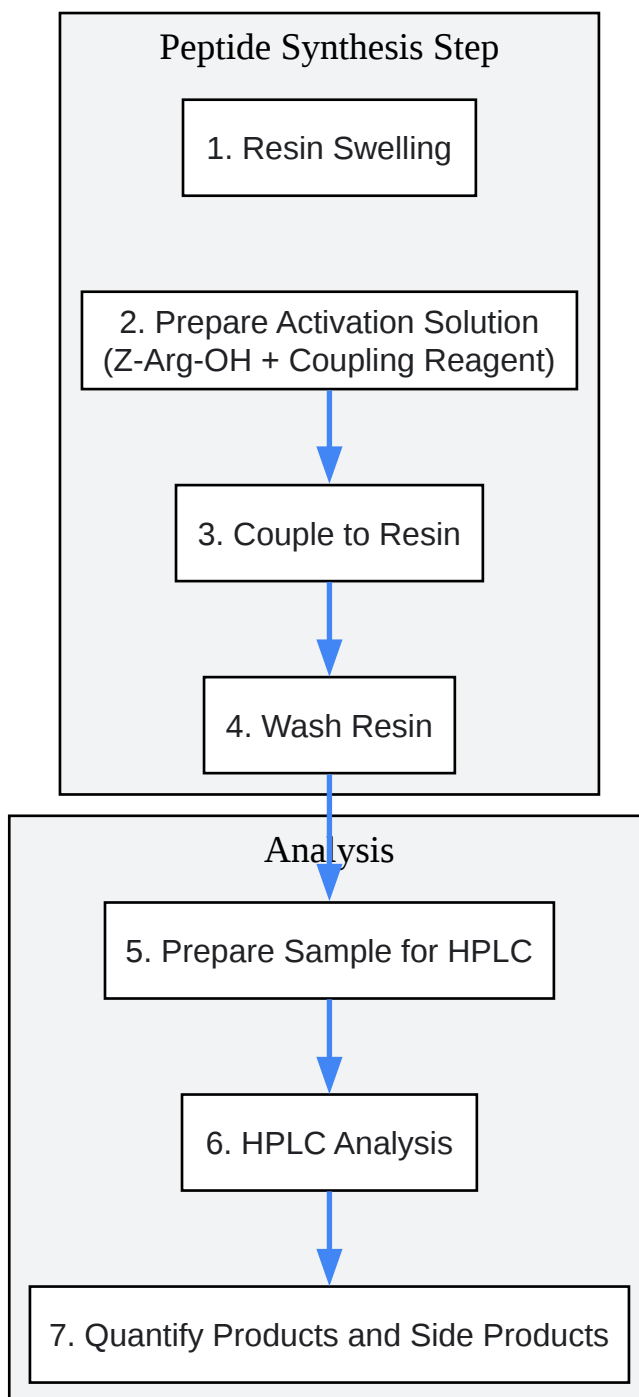 Peptide Synthesis Step
1. Resin Swelling
2. Prepare Activation Solution
(Z-Arg-OH + Coupling Reagent)
3. Couple to Resin
4. Wash Resin
Analysis
5. Prepare Sample for HPLC
6. HPLC Analysis
7. Quantify Products and Side Products